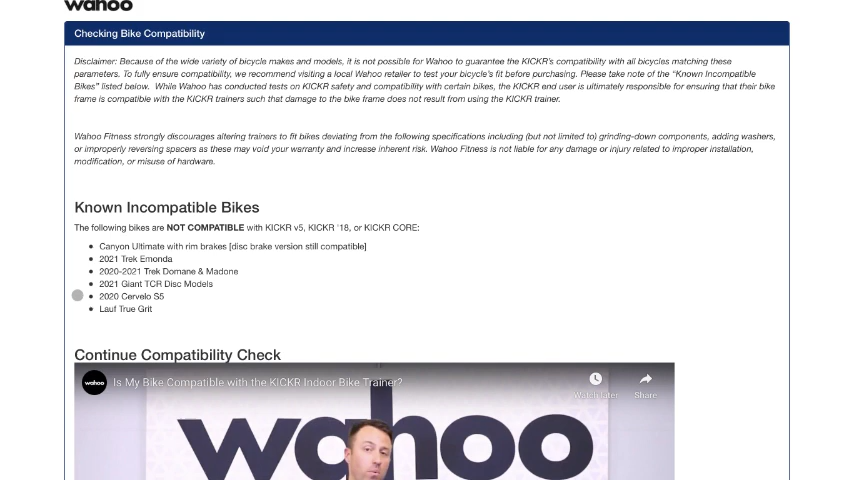 wahoo
Checking Bike Compatibility
Disclaimer: Because of the wide variety of bicycle makes and models, it is not possible for Wahoo to guarantee the KICKR's compatibility with all bicycles matching these
parameters. To fully ensure compatibility, we recommend visiting a local Wahoo retailer to test your bicycle's fit before purchasing. Please take note of the "Known Incompatible
Bikes" listed below.  While Wahoo has conducted tests on KICKR safety and compatibility with certain bikes, the KICKR end user is ultimately responsible for ensuring that their bike
frame is compatible with the KICKR trainers such that damage to the bike frame does not result from using the KICKR trainer.
Wahoo Fitness strongly discourages altering trainers to fit bikes deviating from the following specifications including (but not limited to) grinding-down components, adding washers,
or improperly reversing spacers as these may void your warranty and increase inherent risk. Wahoo Fitness is not liable for any damage or injury related to improper installation,
modification, or misuse of hardware.
Known Incompatible Bikes
The following bikes are NOT COMPATIBLE with KICKR v5, KICKR '18, or KICKR CORE:
Canyon Ultimate with rim brakes [disc brake version still compatible]
2021 Trek Emonda
2020-2021 Trek Domane & Madone
2021 Giant TCR Disc Models
2020 Cervelo S5
Lauf True Grit
Continue Compatibility Check
wahoo Is My Bike Compatible with the KICKR Indoor Bike Trainer?
Watch later Share
wahoo